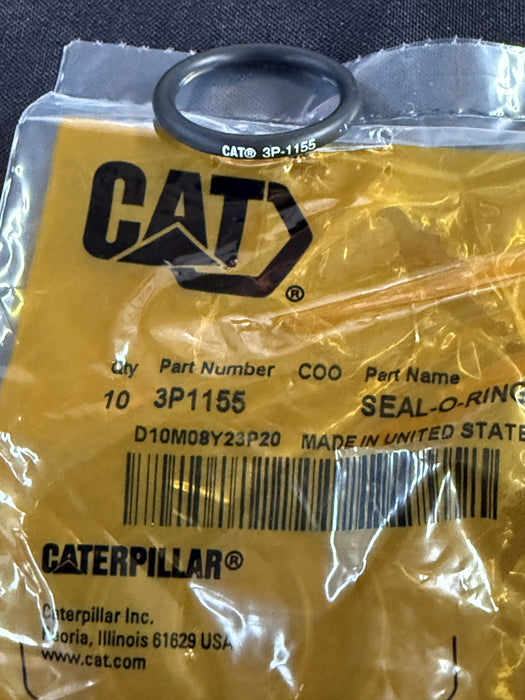 CAT® 3P-1155
CAT®
Qty Part Number COO Part Name
10 3P1155 SEAL-O-RING
D10M08Y23P20 MADE IN UNITED STATE
CATERPILLAR®
Caterpillar Inc.
Peoria, Illinois 61629 USA
www.cat.com